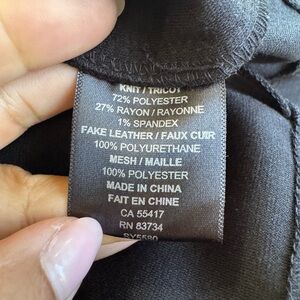 KNIT / TRICOT
72% POLYESTER
27% RAYON / RAYONNE
1% SPANDEX
FAKE LEATHER / FAUX CUIR
100% POLYURETHANE
MESH / MAILLE
100% POLYESTER
MADE IN CHINA
FAIT EN CHINE
CA 55417
RN 83734